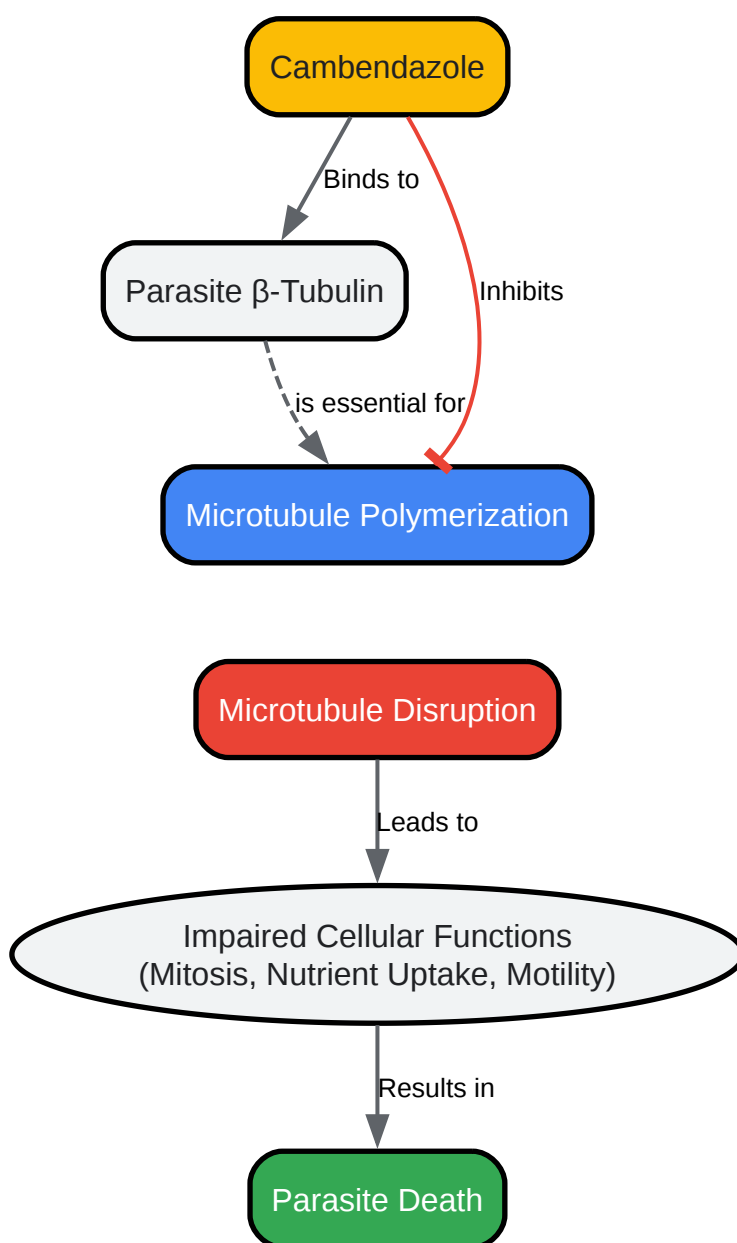 Cambendazole
Binds to
Parasite β-Tubulin
Inhibits
is essential for
Microtubule Polymerization
Microtubule Disruption
Leads to
Impaired Cellular Functions
(Mitosis, Nutrient Uptake, Motility)
Results in
Parasite Death